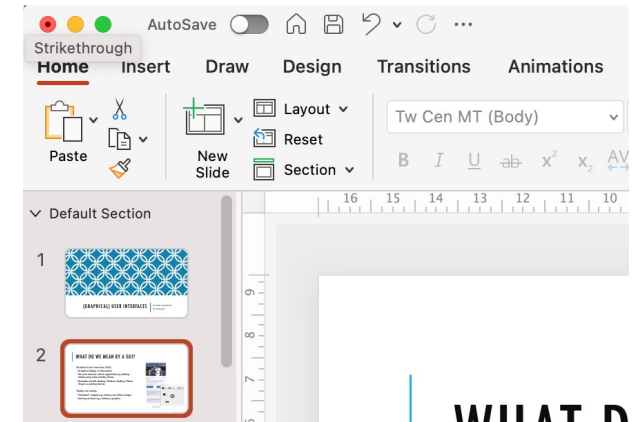 AutoSave
Strikethrough
Home Insert Draw Design Transitions Animations
Paste
New
Slide
Layout
Reset
Section
Tw Cen MT (Body)
B I U ab x2 x2 AV
16 15 14 13 12 11 10
Default Section
1
(GRAPHICAL) USER INTERFACES
2
WHAT DO WE MEAN BY A GUI?
9
8
7
WHAT D